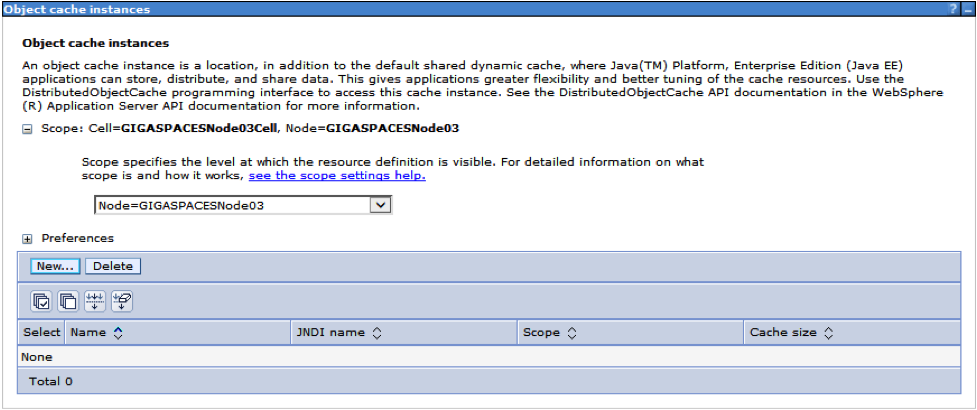 Object cache instances ? _
Object cache instances
An object cache instance is a location, in addition to the default shared dynamic cache, where Java(TM) Platform, Enterprise Edition (Java EE)
applications can store, distribute, and share data. This gives applications greater flexibility and better tuning of the cache resources. Use the
DistributedObjectCache programming interface to access this cache instance. See the DistributedObjectCache API documentation in the WebSphere
(R) Application Server API documentation for more information.
Scope: Cell=GIGASPACESNode03Cell, Node=GIGASPACESNode03
Scope specifies the level at which the resource definition is visible. For detailed information on what
scope is and how it works, see the scope settings help.
Node=GIGASPACESNode03
Preferences
New... Delete
Select Name JNDI name Scope Cache size
None
Total 0